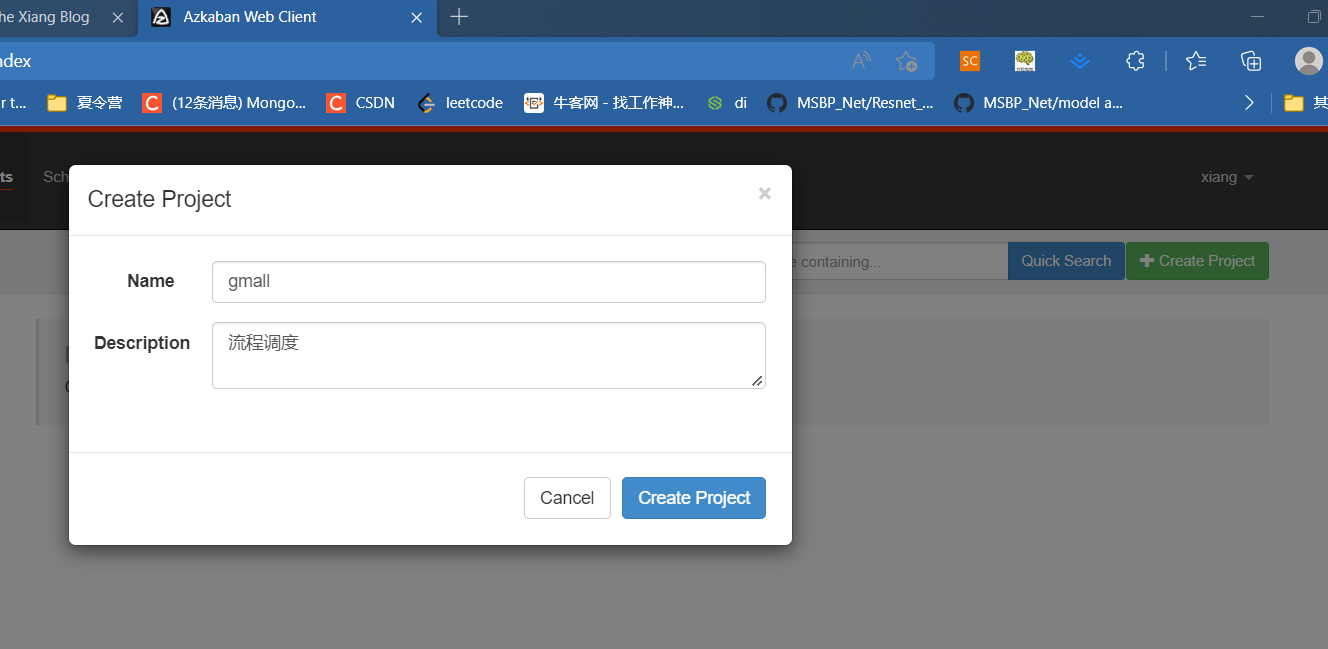 he Xiang Blog
Azkaban Web Client
ndex
SC
r t...
夏令营
C
(12条消息) Mongo...
C
CSDN
leetcode
牛客网 - 找工作神...
di
MSBP_Net/Resnet_...
MSBP_Net/model a...
其
ts
Sch
xiang
Create Project
Name
gmall
e containing...
Quick Search
Create Project
Description
流程调度
Cancel
Create Project